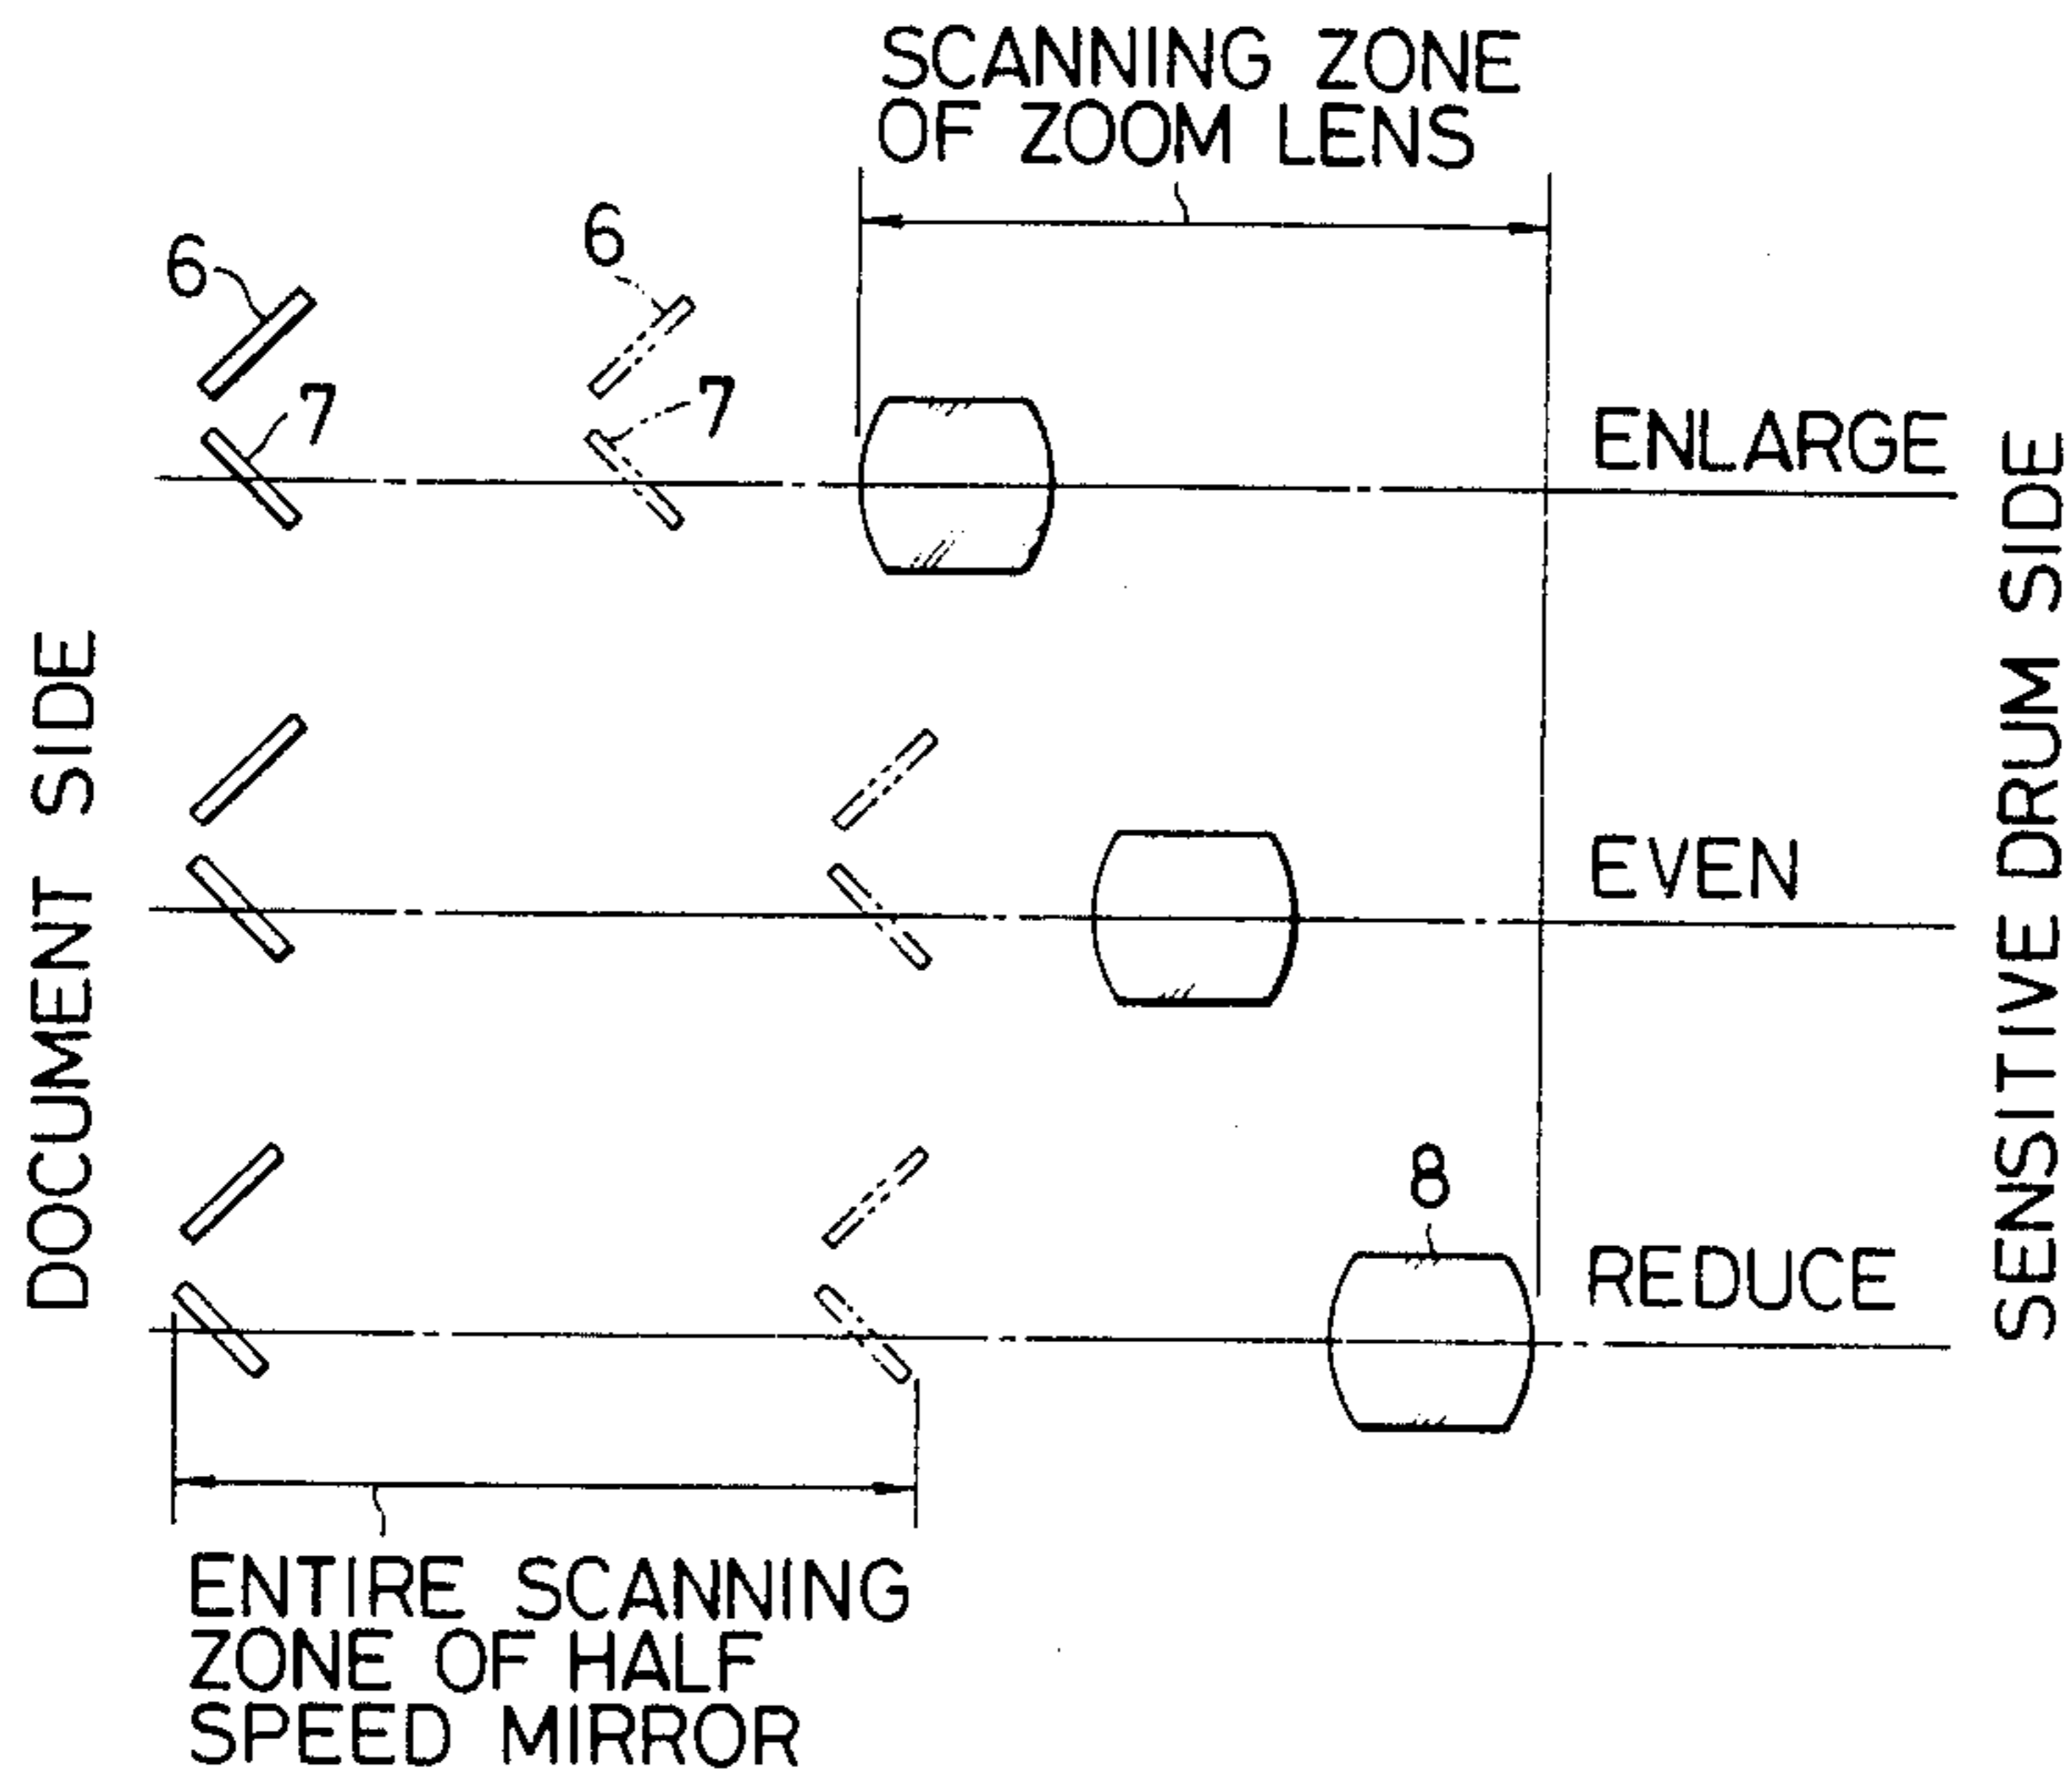 SCANNING ZONE
OF ZOOM LENS
6
6
7
7
ENLARGE
DOCUMENT SIDE
SENSITIVE DRUM SIDE
EVEN
8
REDUCE
ENTIRE SCANNING
ZONE OF HALF
SPEED MIRROR